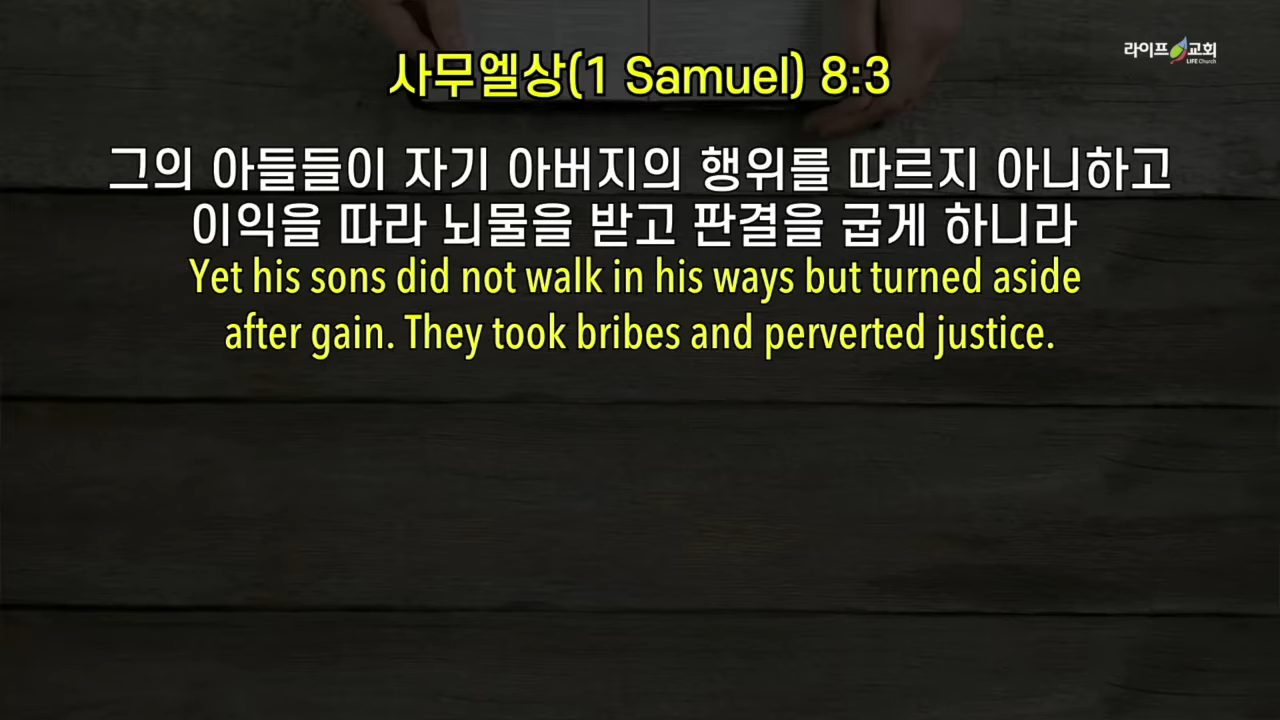 라이프 교회
LIFE Church
사무엘상(1 Samuel) 8:3
그의 아들들이 자기 아버지의 행위를 따르지 아니하고
이익을 따라 뇌물을 받고 판결을 굽게 하니라
Yet his sons did not walk in his ways but turned aside
after gain. They took bribes and perverted justice.